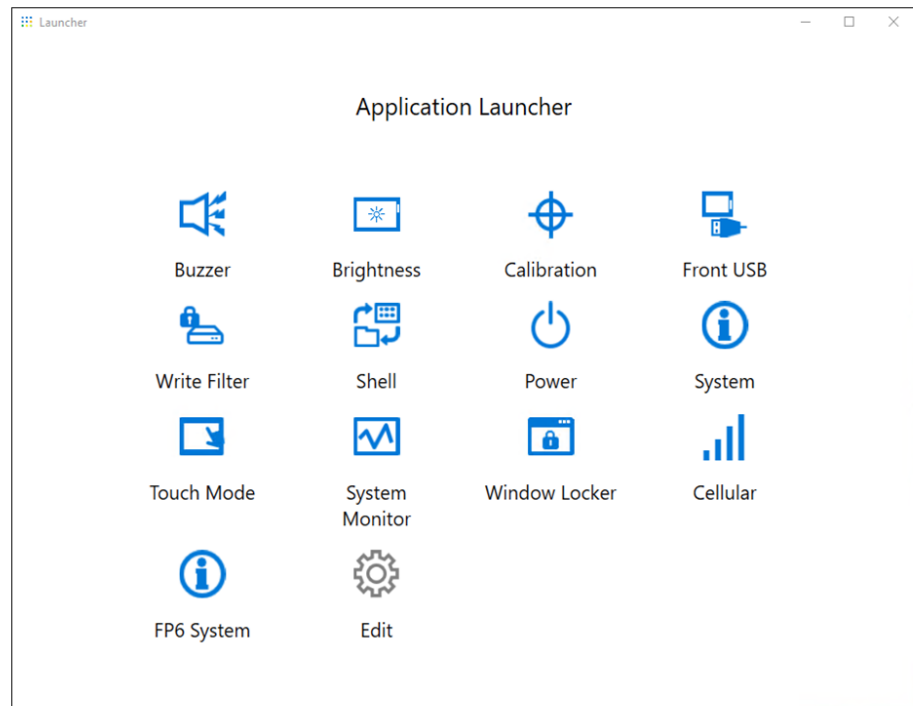 Launcher
Application Launcher
Buzzer
Brightness
Calibration
Front USB
Write Filter
Shell
Power
System
Touch Mode
System
Monitor
Window Locker
Cellular
FP6 System
Edit